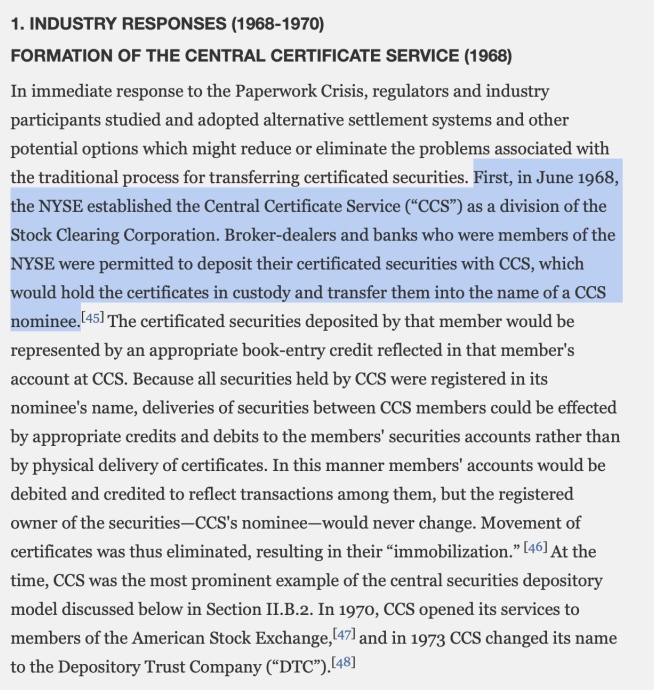 1. INDUSTRY RESPONSES (1968-1970)
FORMATION OF THE CENTRAL CERTIFICATE SERVICE (1968)
In immediate response to the Paperwork Crisis, regulators and industry
participants studied and adopted alternative settlement systems and other
potential options which might reduce or eliminate the problems associated with
the traditional process for transferring certificated securities. First, in June 1968,
the NYSE established the Central Certificate Service (“CCS”) as a division of the
Stock Clearing Corporation. Broker-dealers and banks who were members of the
NYSE were permitted to deposit their certificated securities with CCS, which
would hold the certificates in custody and transfer them into the name of a CCS
nominee.[45] The certificated securities deposited by that member would be
represented by an appropriate book-entry credit reflected in that member's
account at CCS. Because all securities held by CCS were registered in its
nominee's name, deliveries of securities between CCS members could be effected
by appropriate credits and debits to the members' securities accounts rather than
by physical delivery of certificates. In this manner members' accounts would be
debited and credited to reflect transactions among them, but the registered
owner of the securities—CCS's nominee—would never change. Movement of
certificates was thus eliminated, resulting in their “immobilization.” [46] At the
time, CCS was the most prominent example of the central securities depository
model discussed below in Section II.B.2. In 1970, CCS opened its services to
members of the American Stock Exchange,[47] and in 1973 CCS changed its name
to the Depository Trust Company (“DTC”).[48]